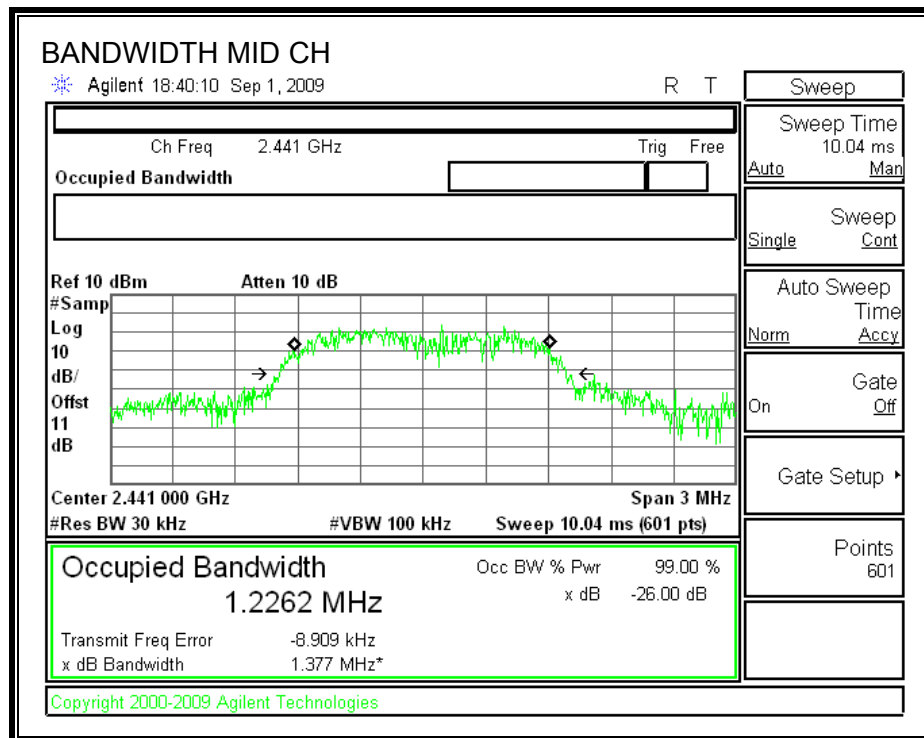 BANDWIDTH MID CH
Agilent 18:40:10 Sep 1, 2009 R T
Ch Freq 2.441 GHz Trig Free
Occupied Bandwidth
Ref 10 dBm Atten 10 dB
#Samp
Log
10
dB/
Offst
11
dB
Center 2.441 000 GHz Span 3 MHz
#Res BW 30 kHz #VBW 100 kHz Sweep 10.04 ms (601 pts)
Occupied Bandwidth
1.2262 MHz
Occ BW % Pwr 99.00 %
x dB -26.00 dB
Transmit Freq Error -8.909 kHz
x dB Bandwidth 1.377 MHz*
Copyright 2000-2009 Agilent Technologies
Sweep
Sweep Time
10.04 ms
Auto Man
Sweep
Single Cont
Auto Sweep
Time
Norm Accy
Gate
On Off
Gate Setup
Points
601